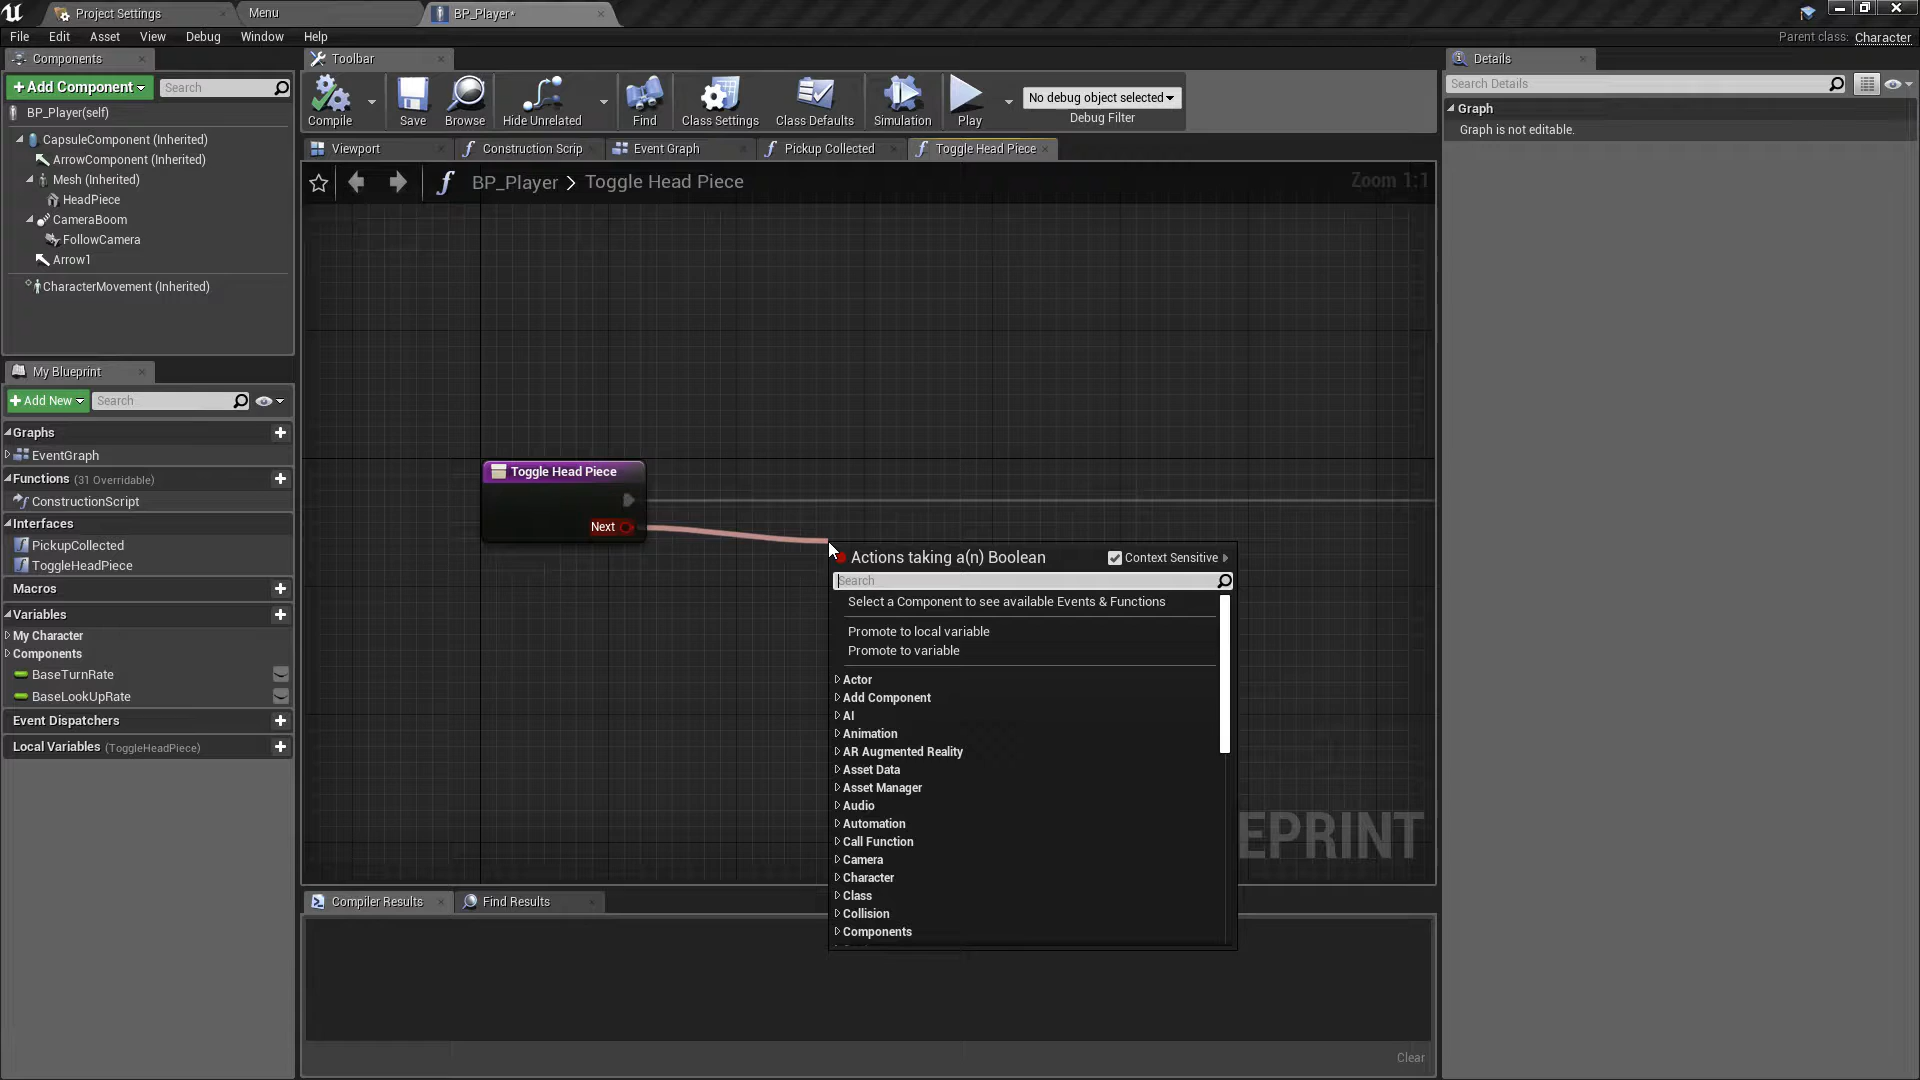 Project Settings
Menu
BP_Player*
File Edit Asset View Debug Window Help
Parent class: Character
Components
Toolbar
Details
Add Component
Search
Compile
Save
Browse
Hide Unrelated
Find
Class Settings
Class Defaults
Simulation
Play
No debug object selected
Debug Filter
Search Details
Graph
Graph is not editable.
BP_Player(self)
CapsuleComponent (Inherited)
ArrowComponent (Inherited)
Mesh (Inherited)
HeadPiece
CameraBoom
FollowCamera
Arrow1
CharacterMovement (Inherited)
Viewport
Construction Scrip
Event Graph
Pickup Collected
Toggle Head Piece
BP_Player > Toggle Head Piece
Zoom 1:1
My Blueprint
Add New
Search
Graphs
EventGraph
Functions (31 Overridable)
ConstructionScript
Interfaces
PickupCollected
ToggleHeadPiece
Macros
Variables
My Character
Components
BaseTurnRate
BaseLookUpRate
Event Dispatchers
Local Variables (ToggleHeadPiece)
Toggle Head Piece
Next
Actions taking a(n) Boolean
Context Sensitive
Search
Select a Component to see available Events & Functions
Promote to local variable
Promote to variable
Actor
Add Component
AI
Animation
AR Augmented Reality
Asset Data
Asset Manager
Audio
Automation
Call Function
Camera
Character
Class
Collision
Components
EPRINT
Compiler Results
Find Results
Clear